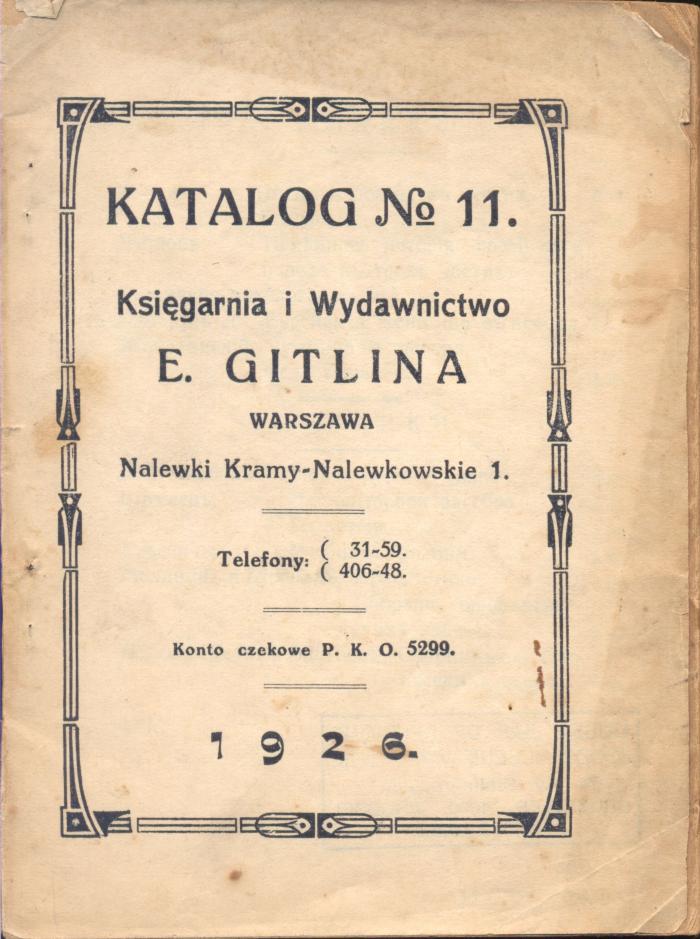 KATALOG № 11.
Księgarnia i Wydawnictwo
E. GITLINA
WARSZAWA
Nalewki Kramy-Nalewkowskie 1.
Telefony: ( 31-59.
( 406-48.
Konto czekowe P. K. O. 5299.
1926.